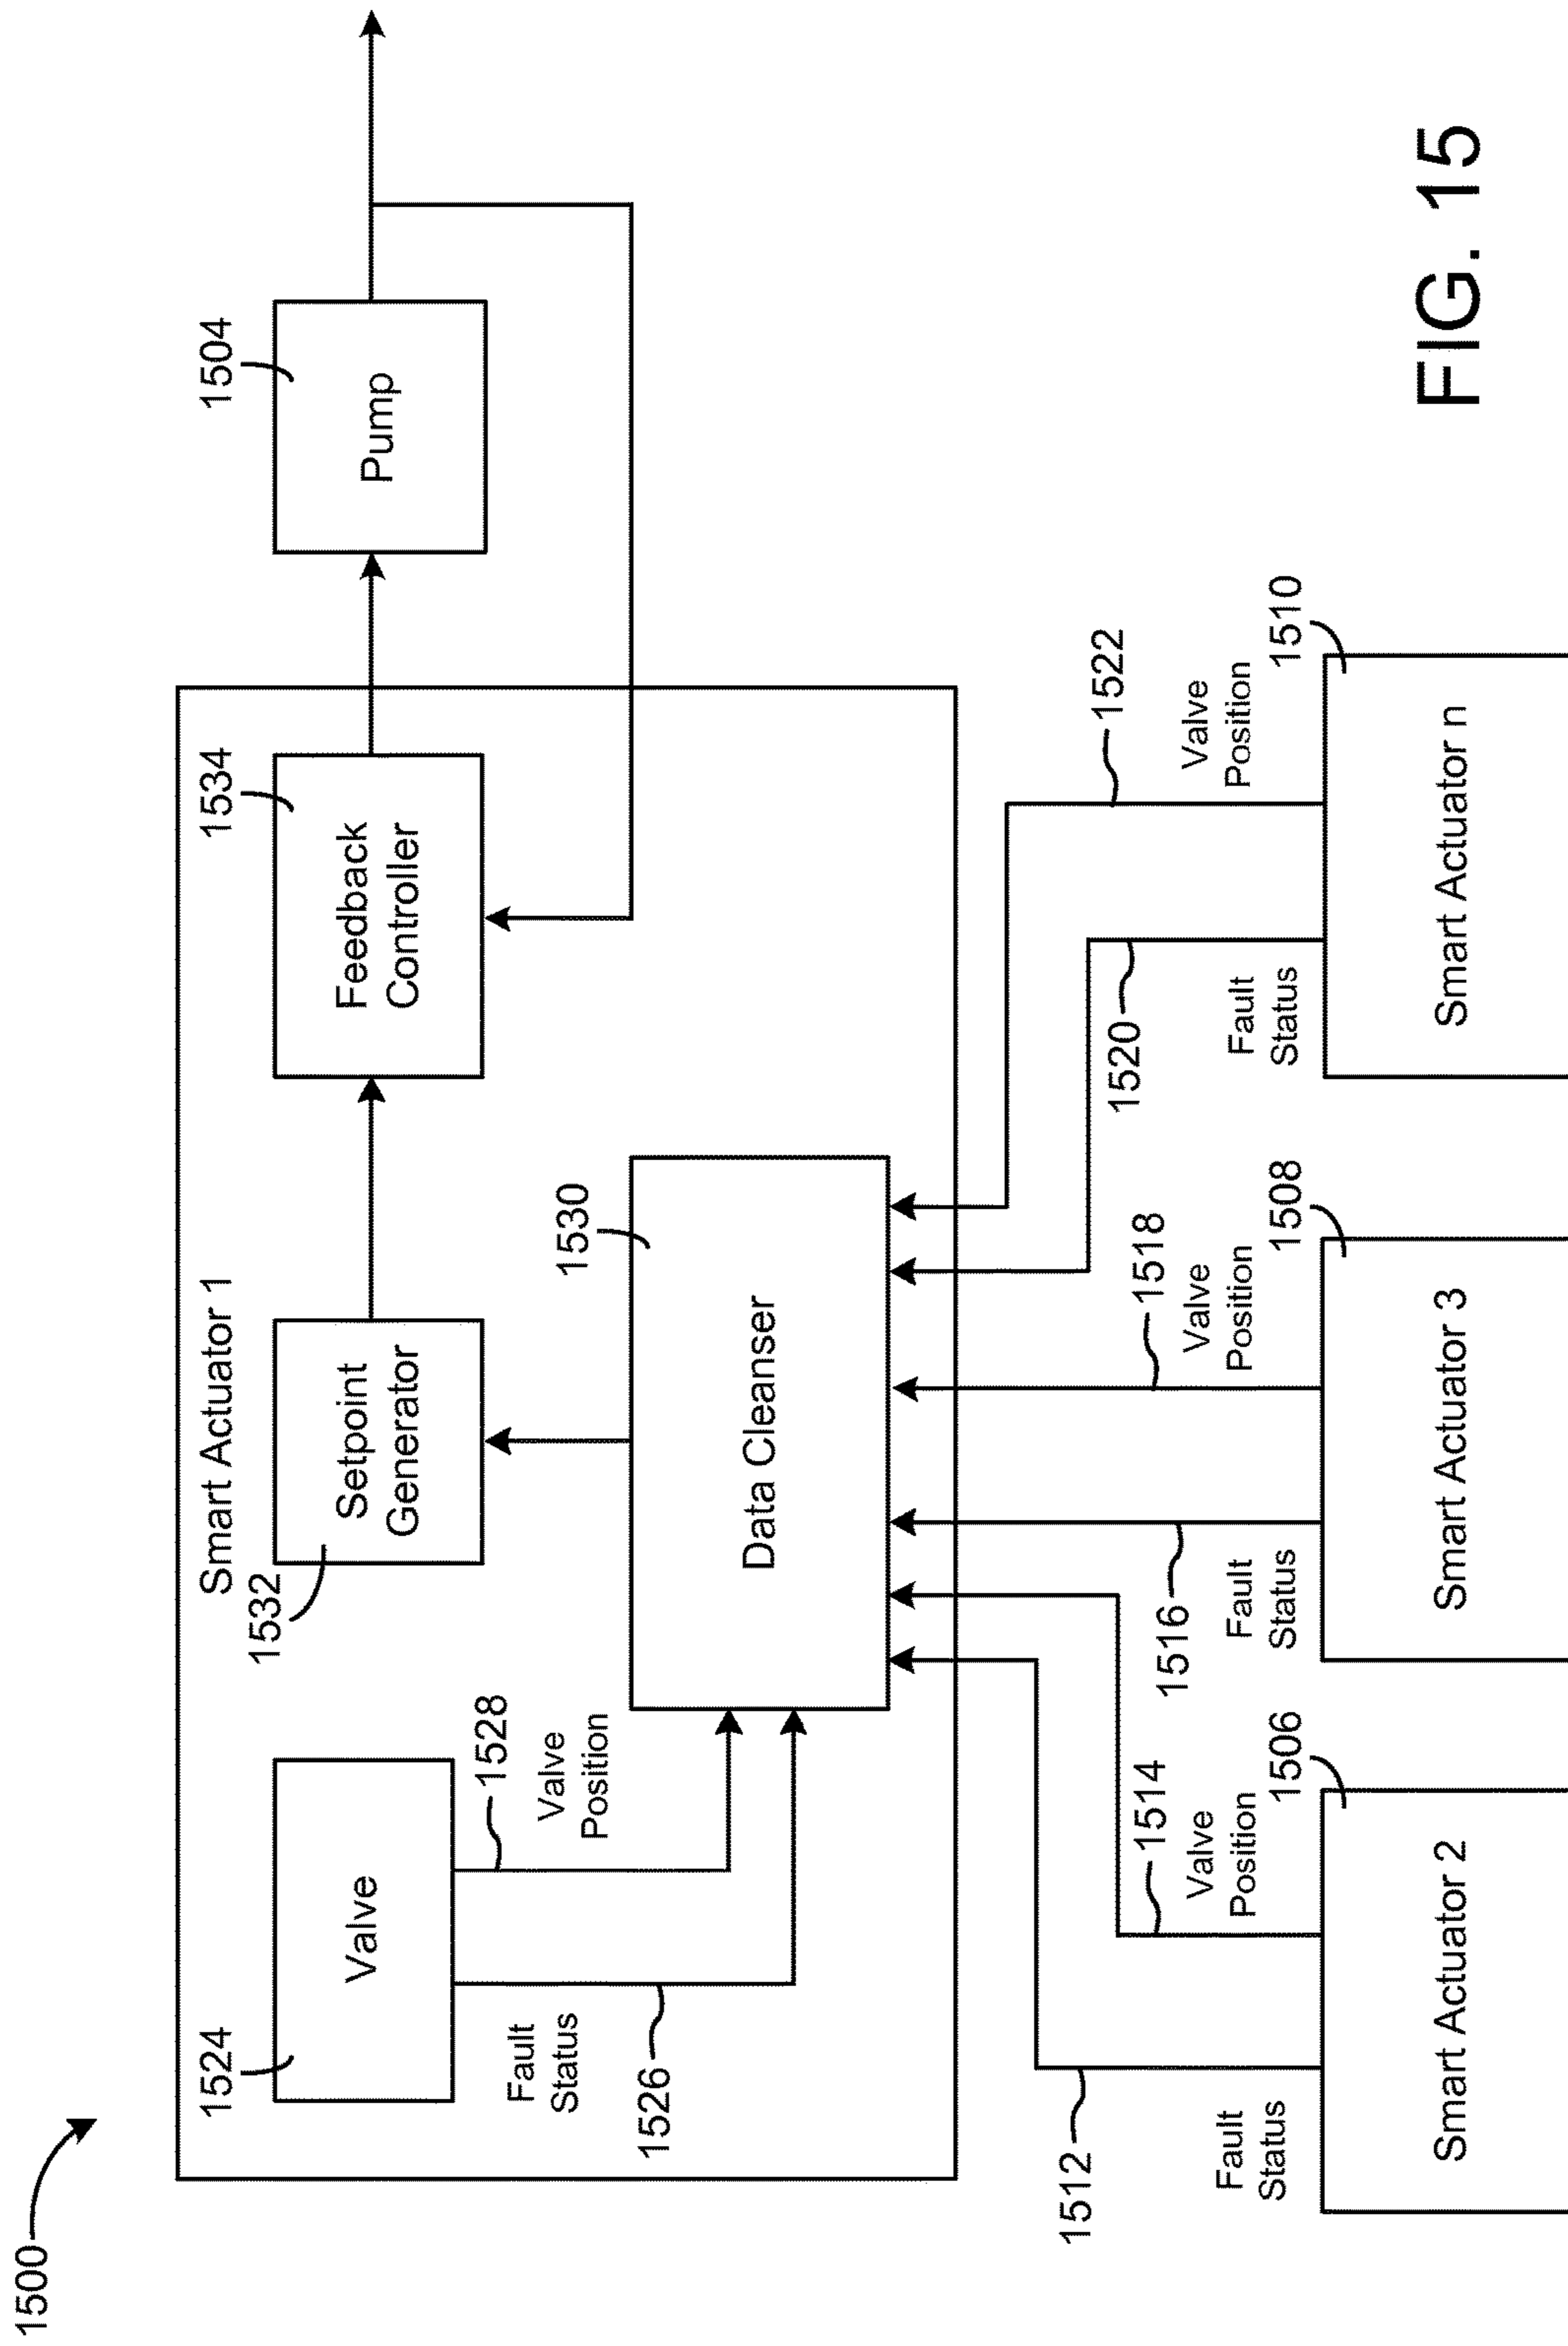 1500
Smart Actuator 1
1524
Valve
1532
Setpoint
Generator
1534
Feedback
Controller
1504
Pump
Fault
Status
1526
1528
Valve
Position
1530
Data Cleanser
1512
Fault
Status
1514
Valve
Position
1506
Smart Actuator 2
1516
Fault
Status
1518
Valve
Position
1508
Smart Actuator 3
1520
Fault
Status
1522
Valve
Position
1510
Smart Actuator n
FIG. 15